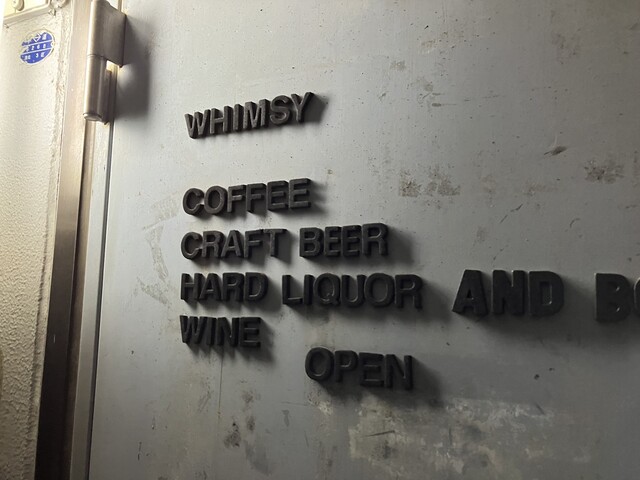 WHIMSY
COFFEE
CRAFT BEER
HARD LIQUOR AND
WINE
OPEN